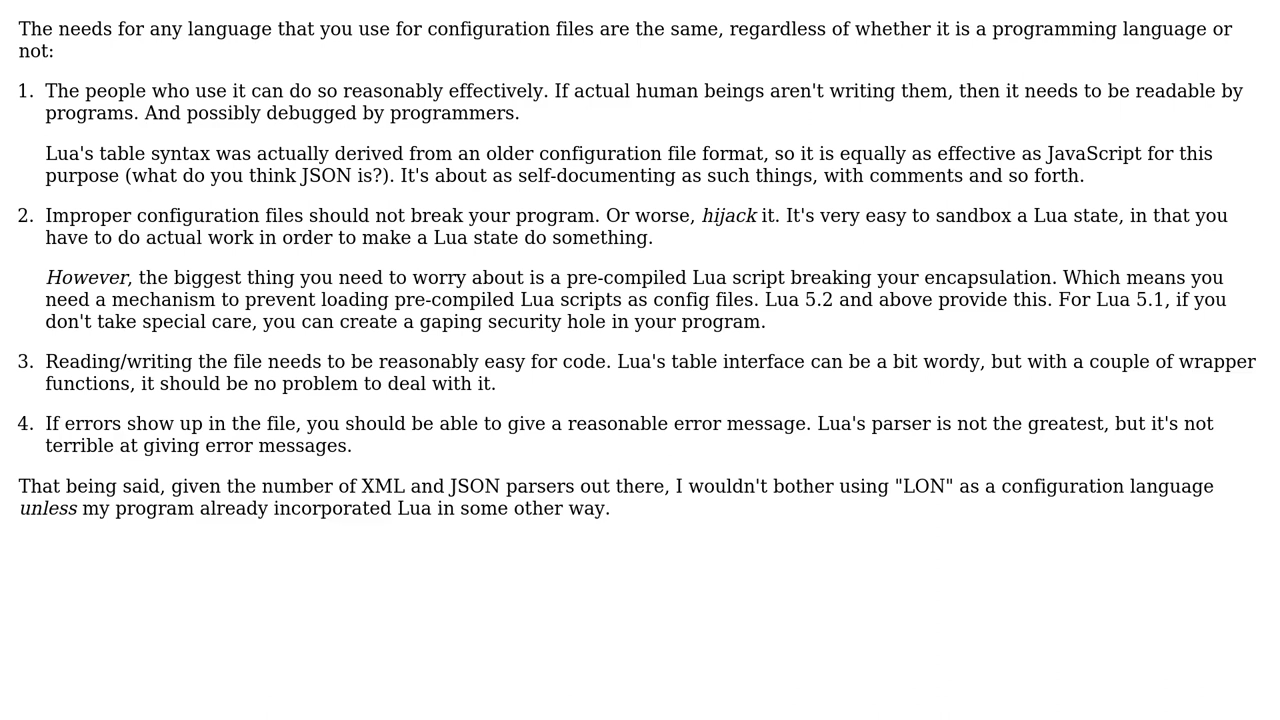 The needs for any language that you use for configuration files are the same, regardless of whether it is a programming language or
not:
1. The people who use it can do so reasonably effectively. If actual human beings aren't writing them, then it needs to be readable by
programs. And possibly debugged by programmers.
Lua's table syntax was actually derived from an older configuration file format, so it is equally as effective as JavaScript for this
purpose (what do you think JSON is?). It's about as self-documenting as such things, with comments and so forth.
2. Improper configuration files should not break your program. Or worse, hijack it. It's very easy to sandbox a Lua state, in that you
have to do actual work in order to make a Lua state do something.
However, the biggest thing you need to worry about is a pre-compiled Lua script breaking your encapsulation. Which means you
need a mechanism to prevent loading pre-compiled Lua scripts as config files. Lua 5.2 and above provide this. For Lua 5.1, if you
don't take special care, you can create a gaping security hole in your program.
3. Reading/writing the file needs to be reasonably easy for code. Lua's table interface can be a bit wordy, but with a couple of wrapper
functions, it should be no problem to deal with it.
4. If errors show up in the file, you should be able to give a reasonable error message. Lua's parser is not the greatest, but it's not
terrible at giving error messages.
That being said, given the number of XML and JSON parsers out there, I wouldn't bother using "LON" as a configuration language
unless my program already incorporated Lua in some other way.